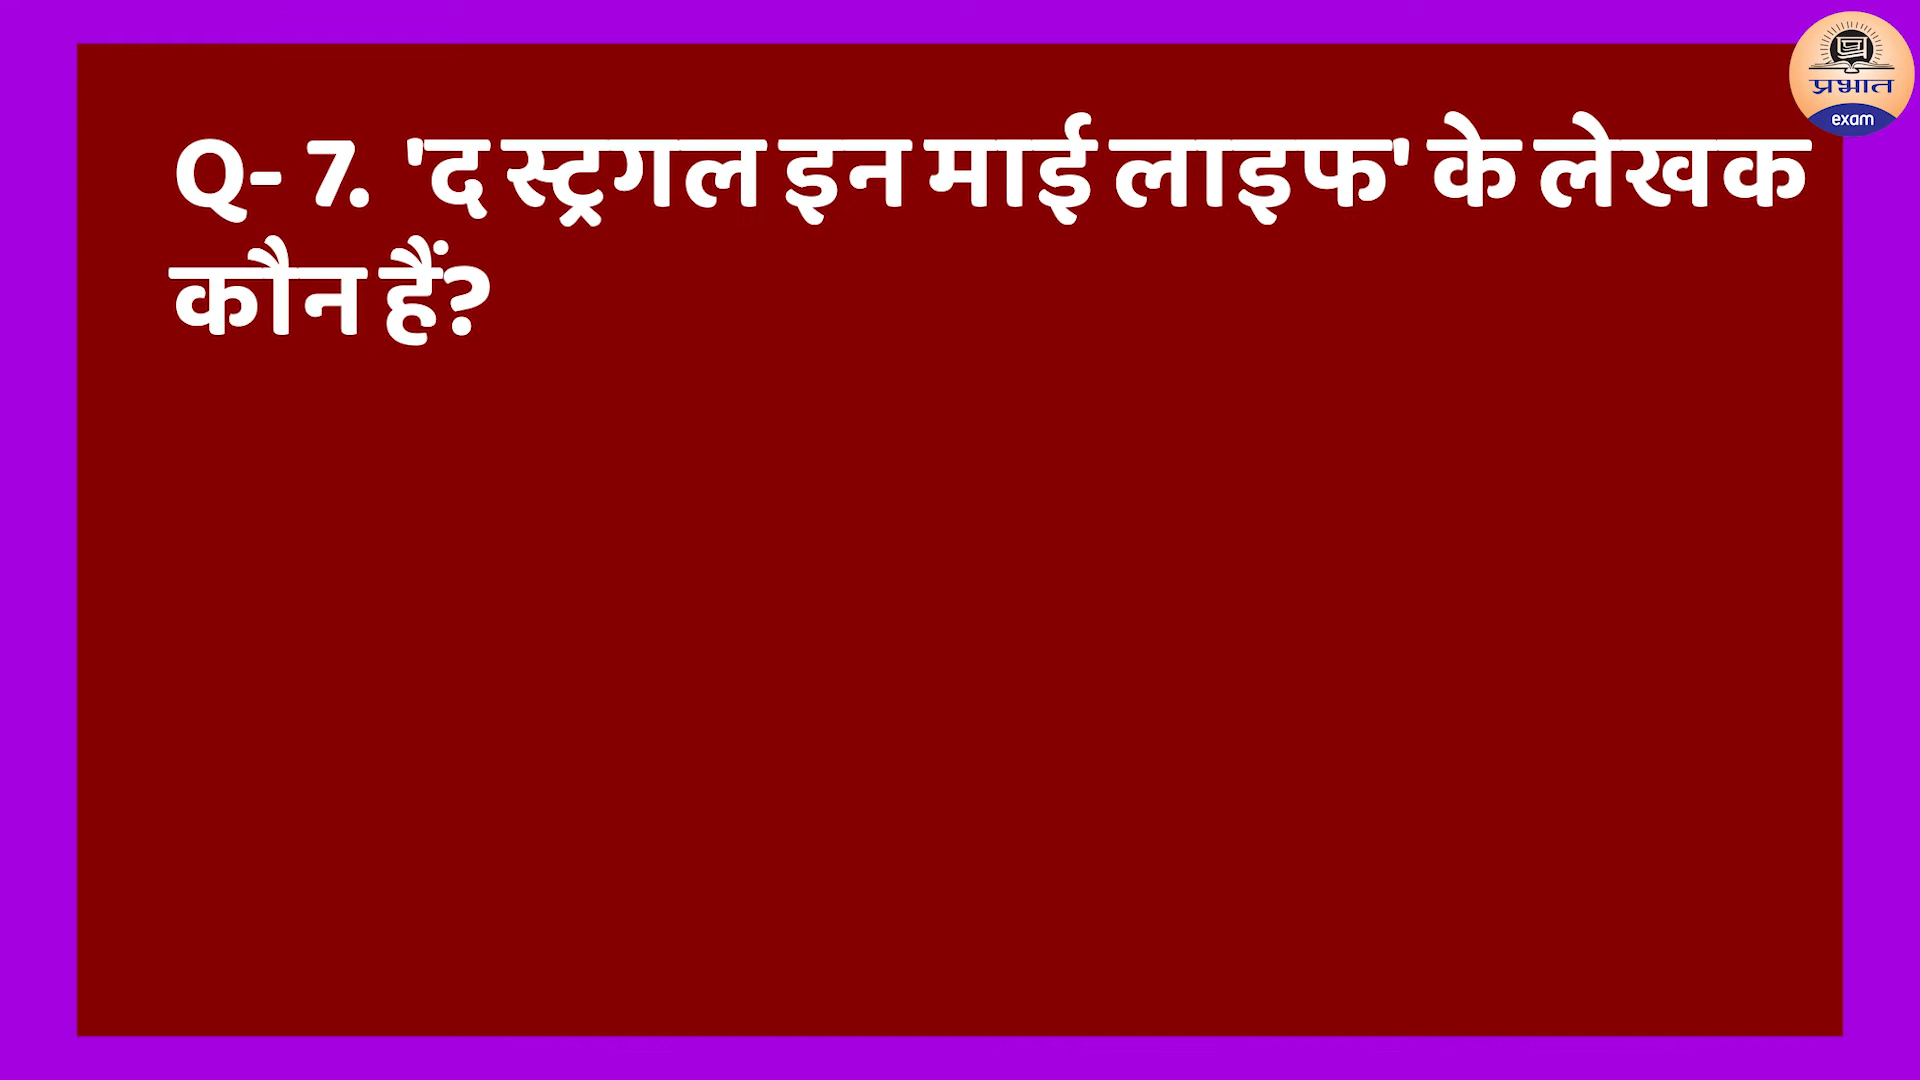 Q- 7. 'द स्ट्रगल इन माई लाइफ' के लेखक
कौन हैं?
प्रभात
exam